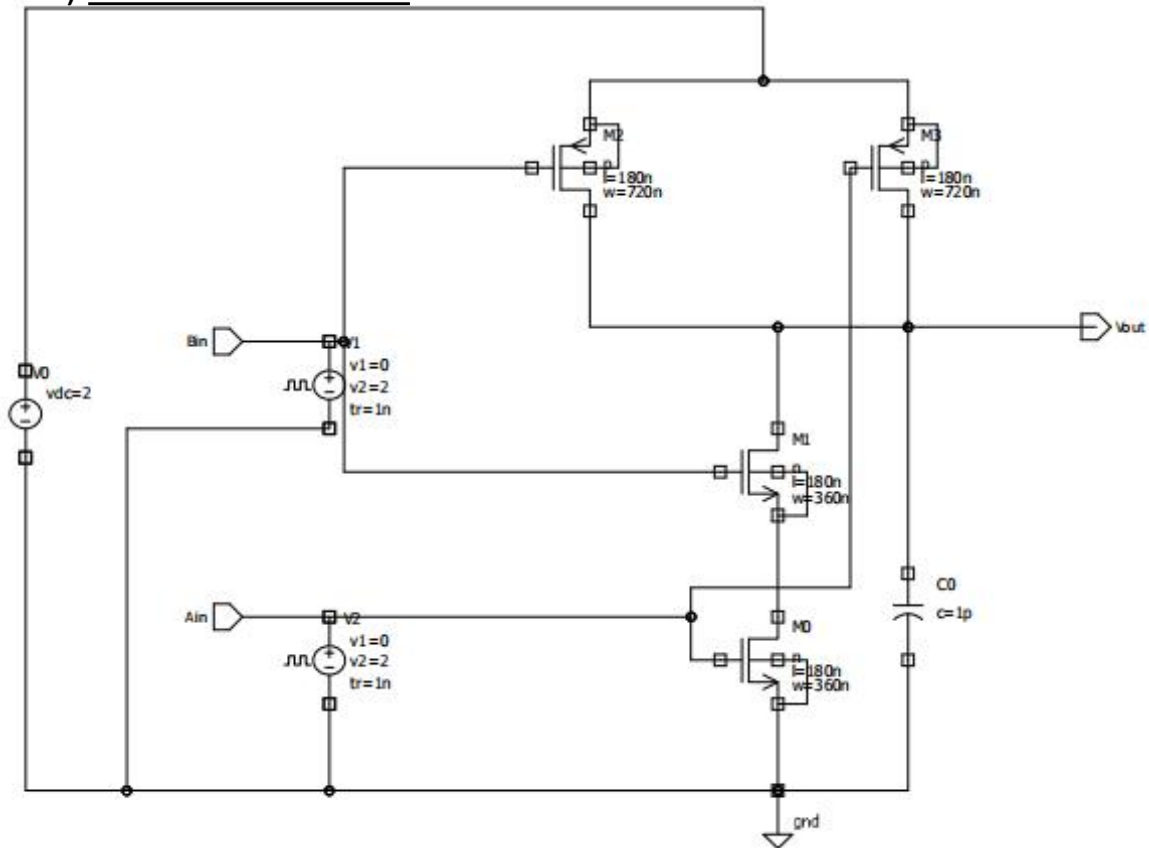 M2
n
l=180n
w=720n
M3
n
l=180n
w=720n
Bin
V1
v1=0
v2=2
tr=1n
V0
vdc=2
Vout
M1
n
l=180n
w=360n
Ain
V2
v1=0
v2=2
tr=1n
M0
n
l=180n
w=360n
C0
c=1p
gnd